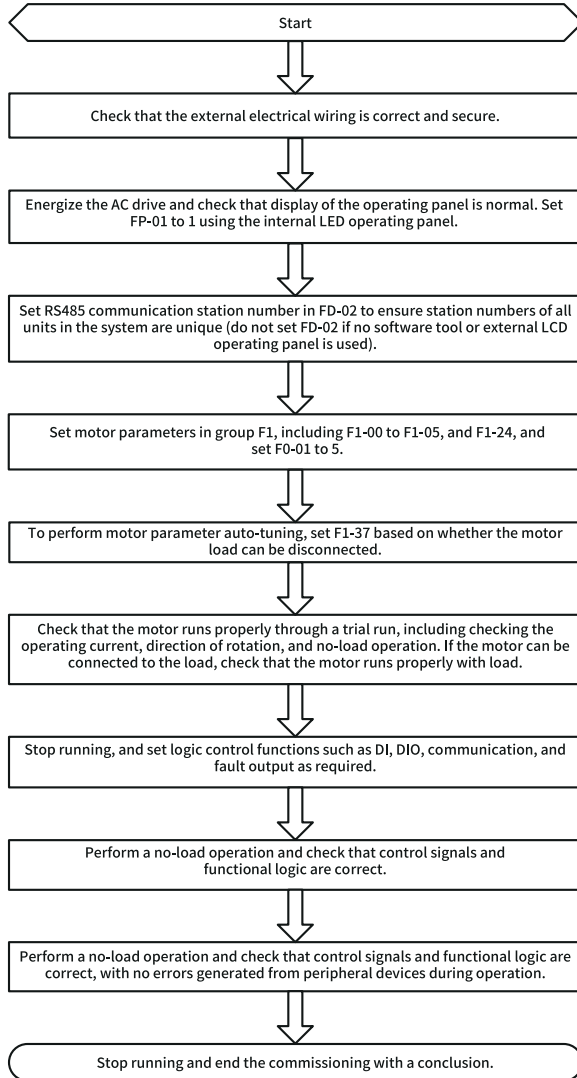 Start
Check that the external electrical wiring is correct and secure.
Energize the AC drive and check that display of the operating panel is normal. Set
FP-01 to 1 using the internal LED operating panel.
Set RS485 communication station number in FD-02 to ensure station numbers of all
units in the system are unique (do not set FD-02 if no software tool or external LCD
operating panel is used).
Set motor parameters in group F1, including F1-00 to F1-05, and F1-24, and
set F0-01 to 5.
To perform motor parameter auto-tuning, set F1-37 based on whether the motor
load can be disconnected.
Check that the motor runs properly through a trial run, including checking the
operating current, direction of rotation, and no-load operation. If the motor can be
connected to the load, check that the motor runs properly with load.
Stop running, and set logic control functions such as DI, DIO, communication, and
fault output as required.
Perform a no-load operation and check that control signals and
functional logic are correct.
Perform a no-load operation and check that control signals and functional logic are
correct, with no errors generated from peripheral devices during operation.
Stop running and end the commissioning with a conclusion.